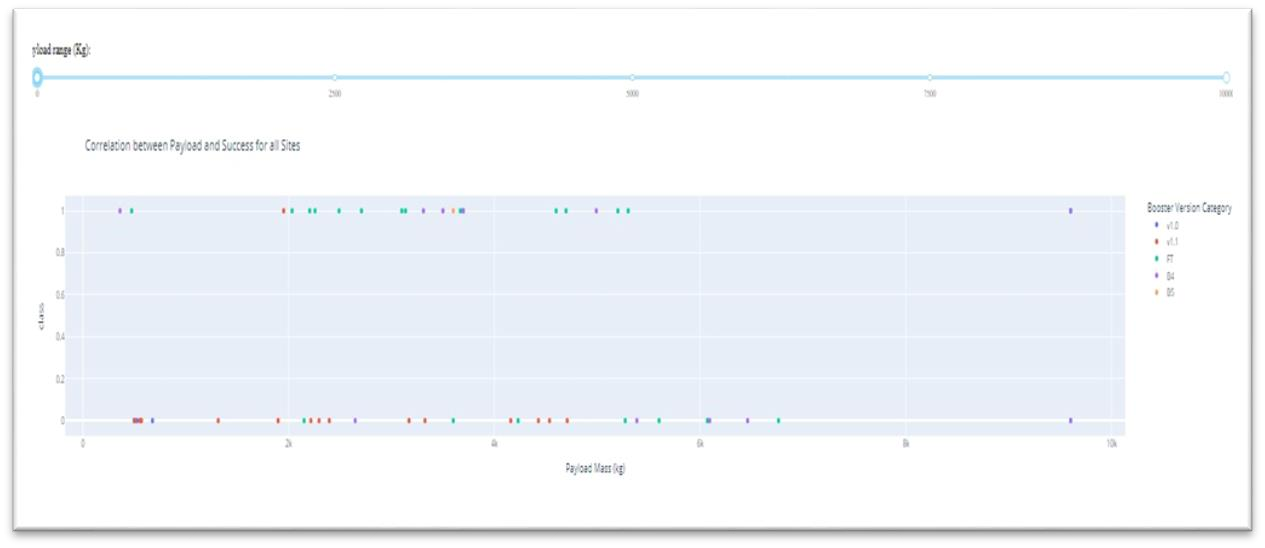 yload range (Kg):
0 2500 5000 7500 10000
Correlation between Payload and Success for all Sites
Booster Version Category
v1.0
v1.1
FT
B4
B5
1
0.8
0.6
0.4
0.2
0
class
0 2k 4k 6k 8k 10k
Payload Mass (kg)